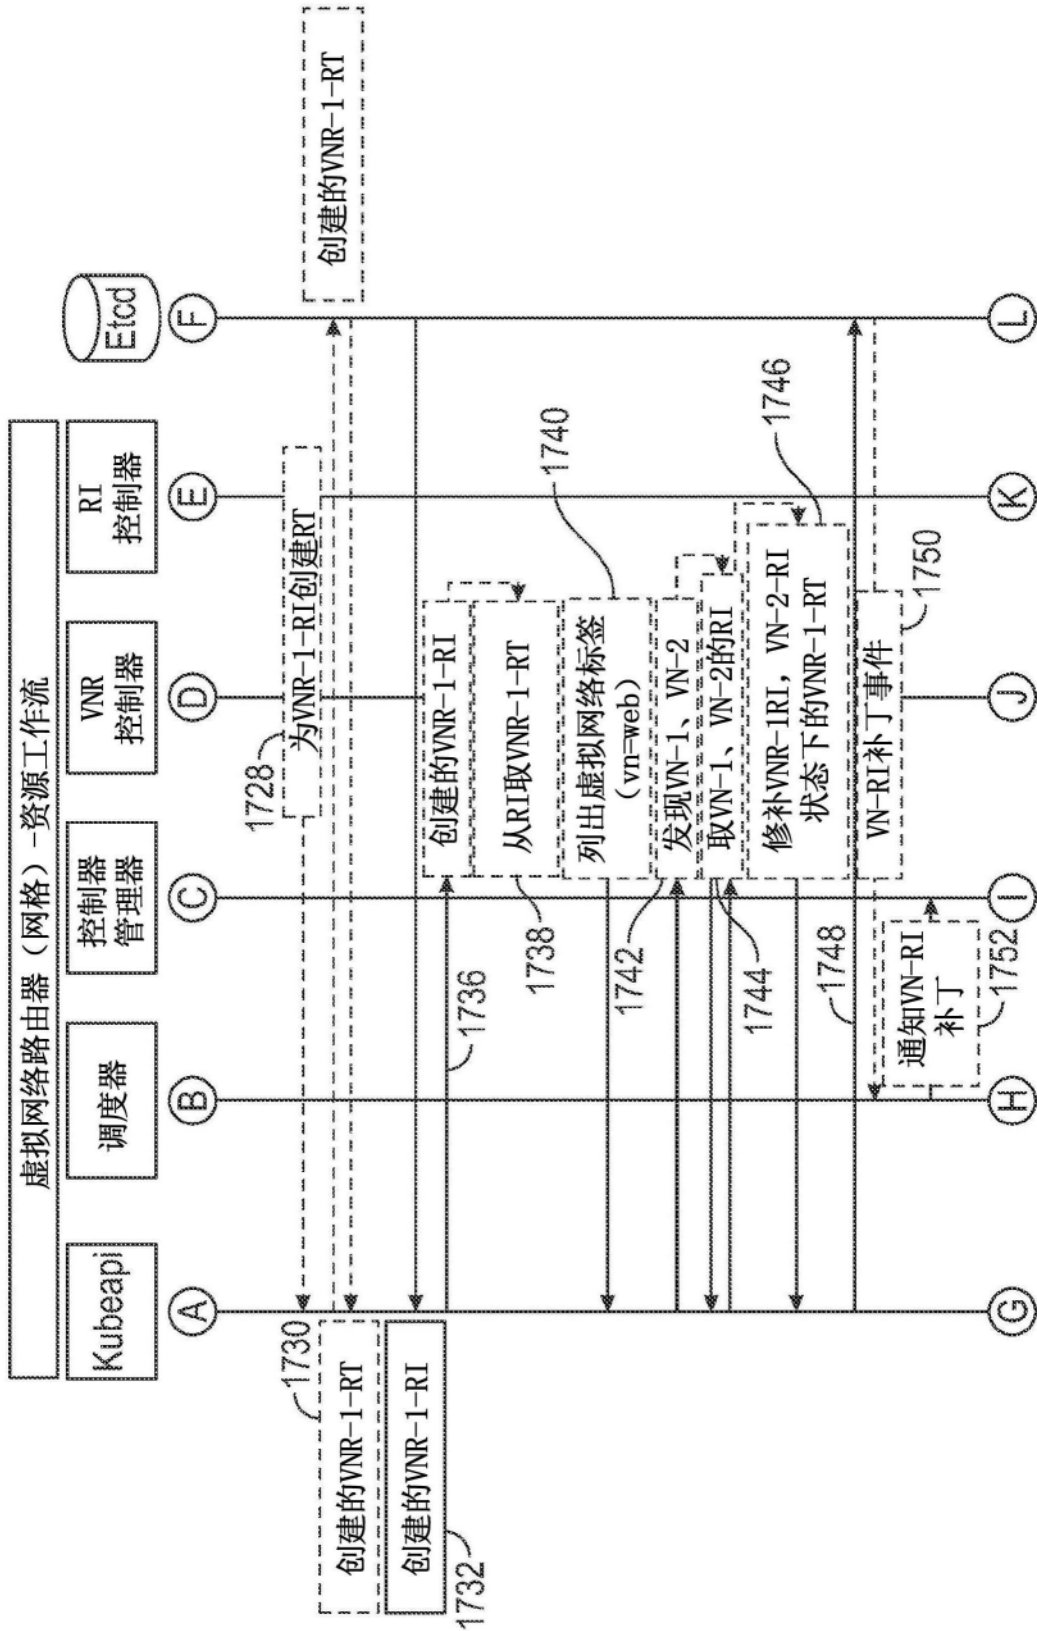 虚拟网络路由器（网格）-资源工作流
Kubeapi
调度器
控制器
管理器
VNR
控制器
RI
控制器
Etcd
A
B
C
D
E
F
1728
为VNR-1-RI创建RT
1730
创建的VNR-1-RT
创建的VNR-1-RT
创建的VNR-1-RI
1732
1736
创建的VNR-1-RI
从RI取VNR-1-RT
1738
列出虚拟网络标签
（vn=web）
1740
1742
发现VN-1、VN-2
取VN-1、VN-2的RI
1744
修补VNR-1RI, VN-2-RI
状态下的VNR-1-RT
1746
1748
VN-RI补丁事件
1750
通知VN-RI
补丁
1752
G
H
I
J
K
L